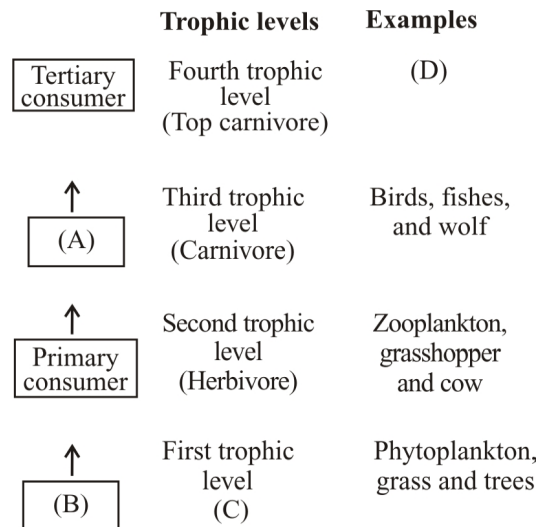 Trophic levels Examples
Tertiary
consumer
Fourth trophic
level
(Top carnivore)
(D)
(A)
Third trophic
level
(Carnivore)
Birds, fishes,
and wolf
Primary
consumer
Second trophic
level
(Herbivore)
Zooplankton,
grasshopper
and cow
(B)
First trophic
level
(C)
Phytoplankton,
grass and trees